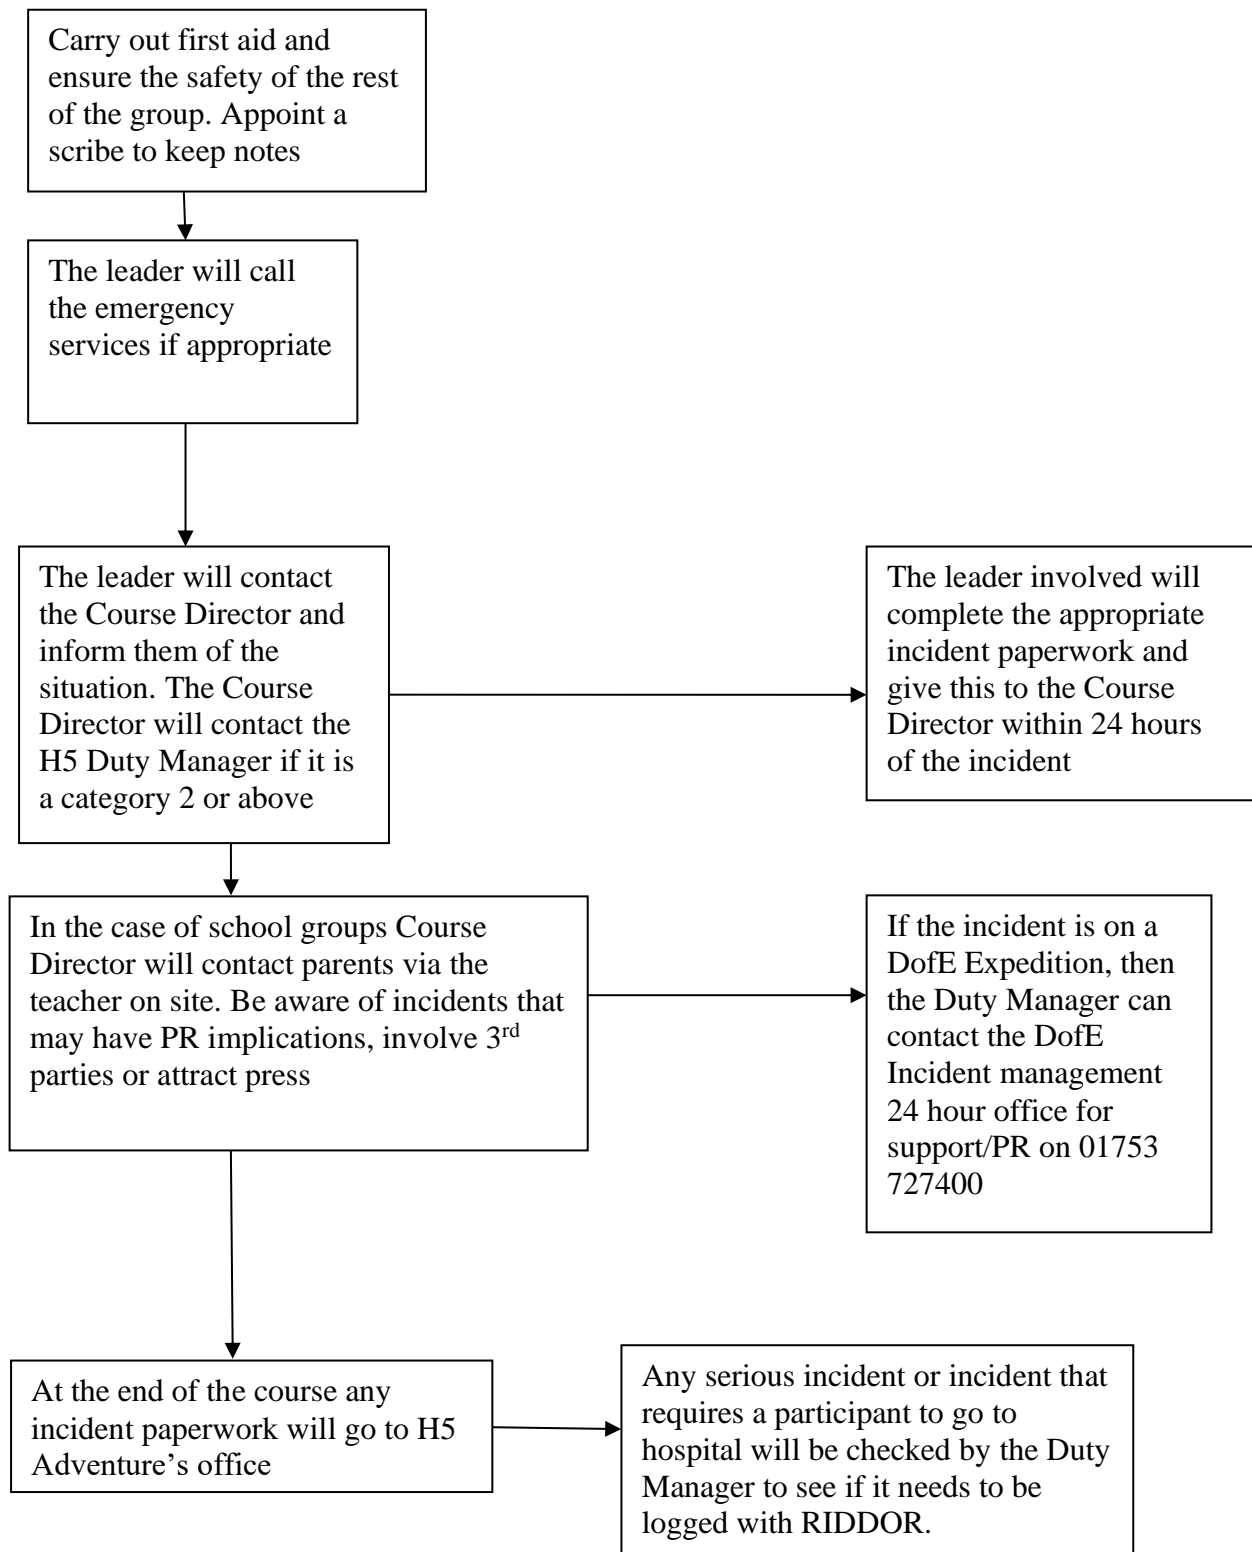 Carry out first aid and
ensure the safety of the rest
of the group. Appoint a
scribe to keep notes
The leader will call
the emergency
services if appropriate
The leader will contact
the Course Director and
inform them of the
situation. The Course
Director will contact the
H5 Duty Manager if it is
a category 2 or above
The leader involved will
complete the appropriate
incident paperwork and
give this to the Course
Director within 24 hours
of the incident
In the case of school groups Course
Director will contact parents via the
teacher on site. Be aware of incidents that
may have PR implications, involve 3rd
parties or attract press
If the incident is on a
DofE Expedition, then
the Duty Manager can
contact the DofE
Incident management
24 hour office for
support/PR on 01753
727400
At the end of the course any
incident paperwork will go to H5
Adventure’s office
Any serious incident or incident that
requires a participant to go to
hospital will be checked by the Duty
Manager to see if it needs to be
logged with RIDDOR.